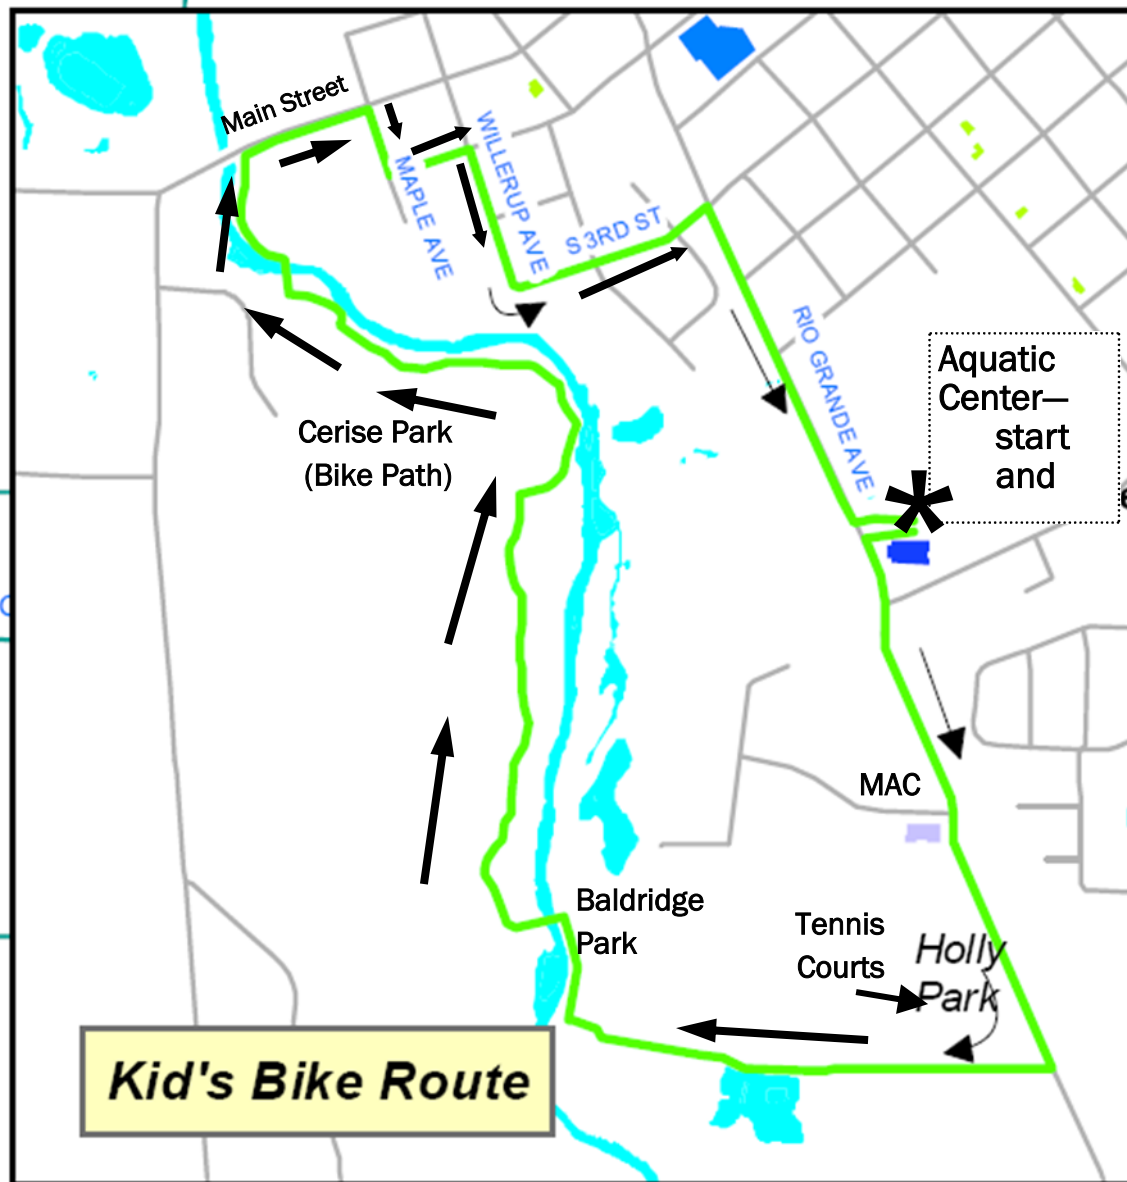 Main Street
MAPLE AVE
WILLERUP AVE
S 3RD ST
RIO GRANDE AVE
Aquatic
Center—
start
and
*
Cerise Park
(Bike Path)
MAC
Baldridge
Park
Tennis
Courts
Holly
Park
Kid's Bike Route